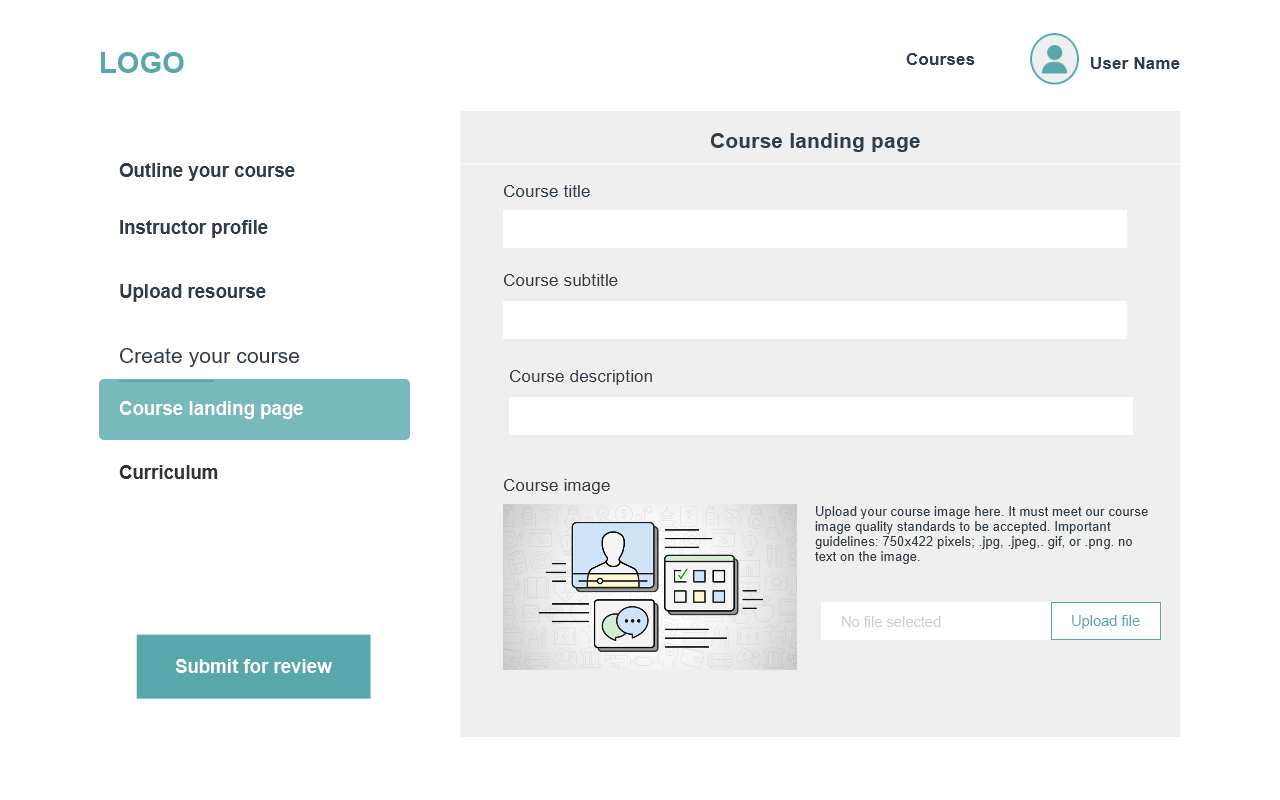 LOGO
Courses
User Name
Outline your course
Instructor profile
Upload resourse
Create your course
Course landing page
Curriculum
Submit for review
Course landing page
Course title
Course subtitle
Course description
Course image
Upload your course image here. It must meet our course
image quality standards to be accepted. Important
guidelines: 750x422 pixels; .jpg, .jpeg,. gif, or .png. no
text on the image.
No file selected
Upload file